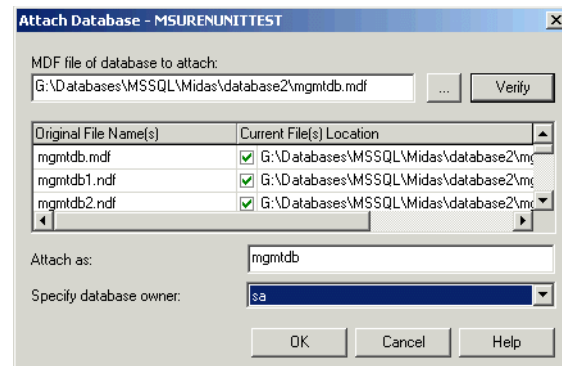 Attach Database - MSURENUNITTEST
MDF file of database to attach:
G:\Databases\MSSQL\Midas\database2\mgmtdb.mdf ... Verify
Original File Name(s) Current File(s) Location
mgmtdb.mdf G:\Databases\MSSQL\Midas\database2\mg
mgmtdb1.ndf G:\Databases\MSSQL\Midas\database2\mg
mgmtdb2.ndf G:\Databases\MSSQL\Midas\database2\mg
Attach as: mgmtdb
Specify database owner: sa
OK Cancel Help